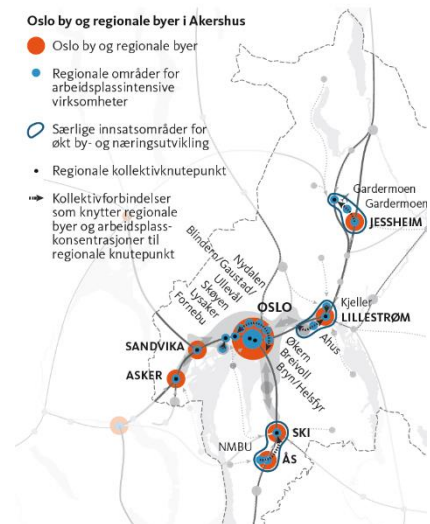 Oslo by og regionale byer i Akershus
Oslo by og regionale byer
Regionale områder for
arbeidsplassintensive
virksomheter
Særlige innsatsområder for
økt by- og næringsutvikling
Regionale kollektivknutepunkt
Kollektivforbindelser
som knytter regionale
byer og arbeidsplass-
konsentrasjoner til
regionale knutepunkt
Gardermoen
Gardermoen
JESSHEIM
Nydalen
Blindern/Gaustad/
Ullevål
Skøyen
Lysaker
Fornebu
OSLO
Kjeller
LILLESTRØM
Ahus
Økern
Breivoll
Bryn/Helsfyr
SANDVIKA
ASKER
SKI
NMBU
ÅS